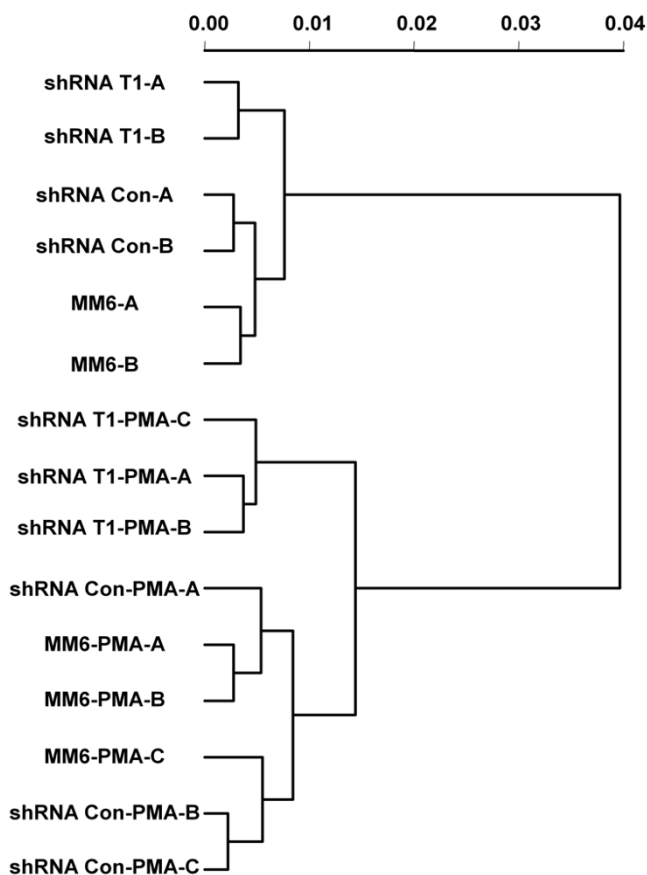 0.00 0.01 0.02 0.03 0.04
shRNA T1-A
shRNA T1-B
shRNA Con-A
shRNA Con-B
MM6-A
MM6-B
shRNA T1-PMA-C
shRNA T1-PMA-A
shRNA T1-PMA-B
shRNA Con-PMA-A
MM6-PMA-A
MM6-PMA-B
MM6-PMA-C
shRNA Con-PMA-B
shRNA Con-PMA-C